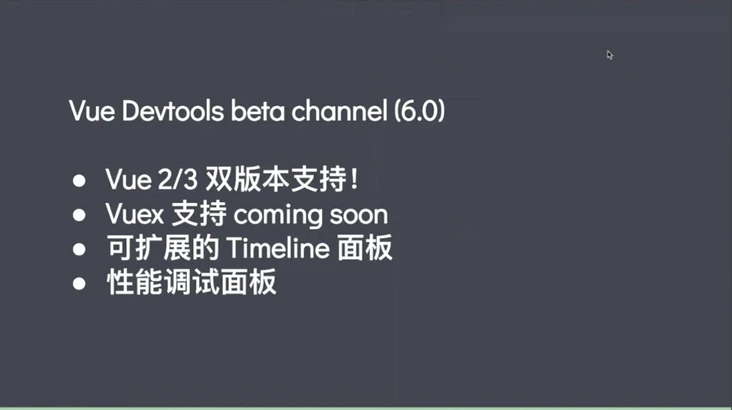 Vue Devtools beta channel (6.0)
● Vue 2/3 双版本支持！
● Vuex 支持 coming soon
● 可扩展的 Timeline 面板
● 性能调试面板